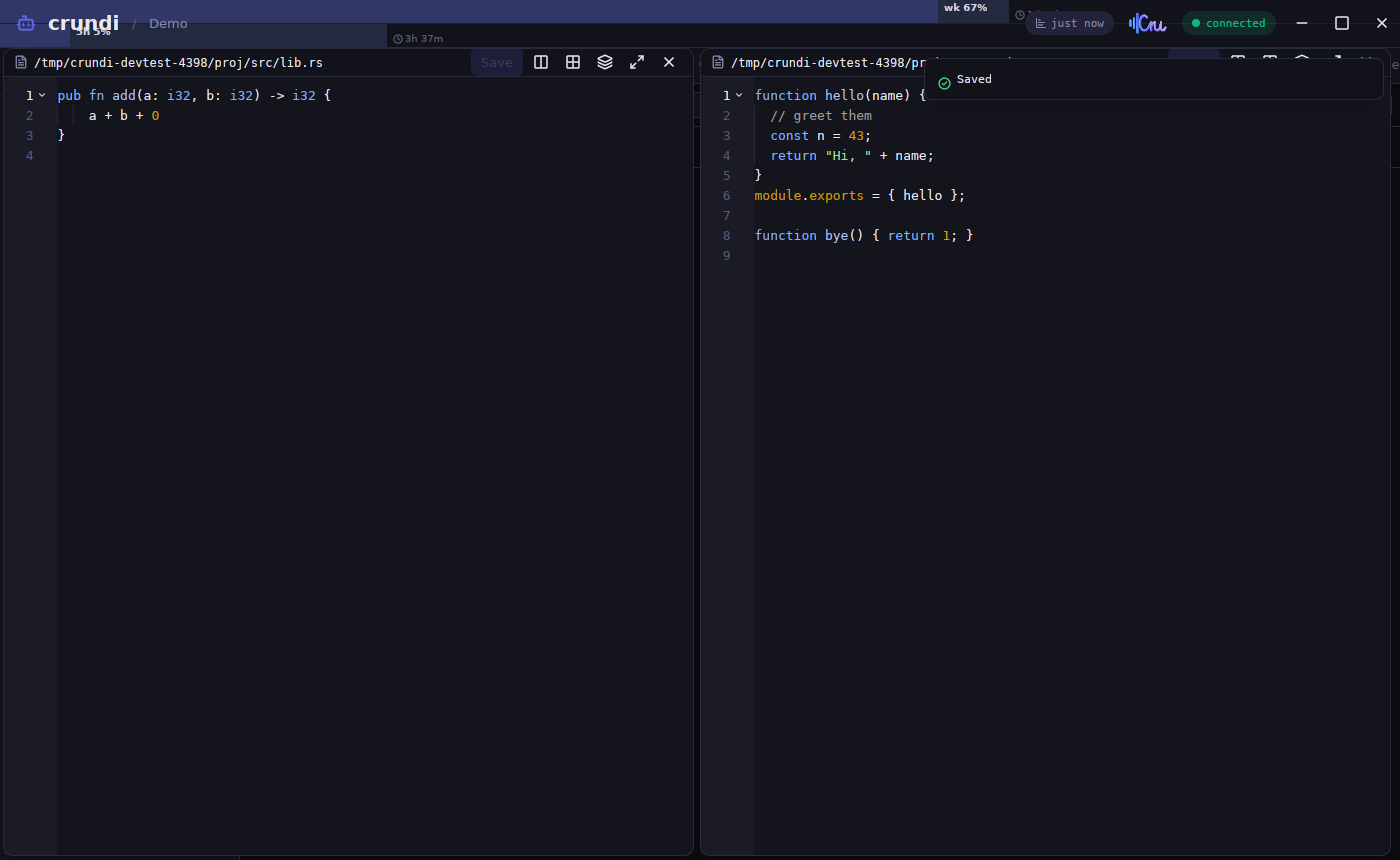 wk 67%
crundi / Demo
just now
Cru
connected
5h 5%
3h 37m
/tmp/crundi-devtest-4398/proj/src/lib.rs
Save
1 pub fn add(a: i32, b: i32) -> i32 {
2     a + b + 0
3 }
4
/tmp/crundi-devtest-4398/pr
Saved
1 function hello(name) {
2   // greet them
3   const n = 43;
4   return "Hi, " + name;
5 }
6 module.exports = { hello };
7
8 function bye() { return 1; }
9